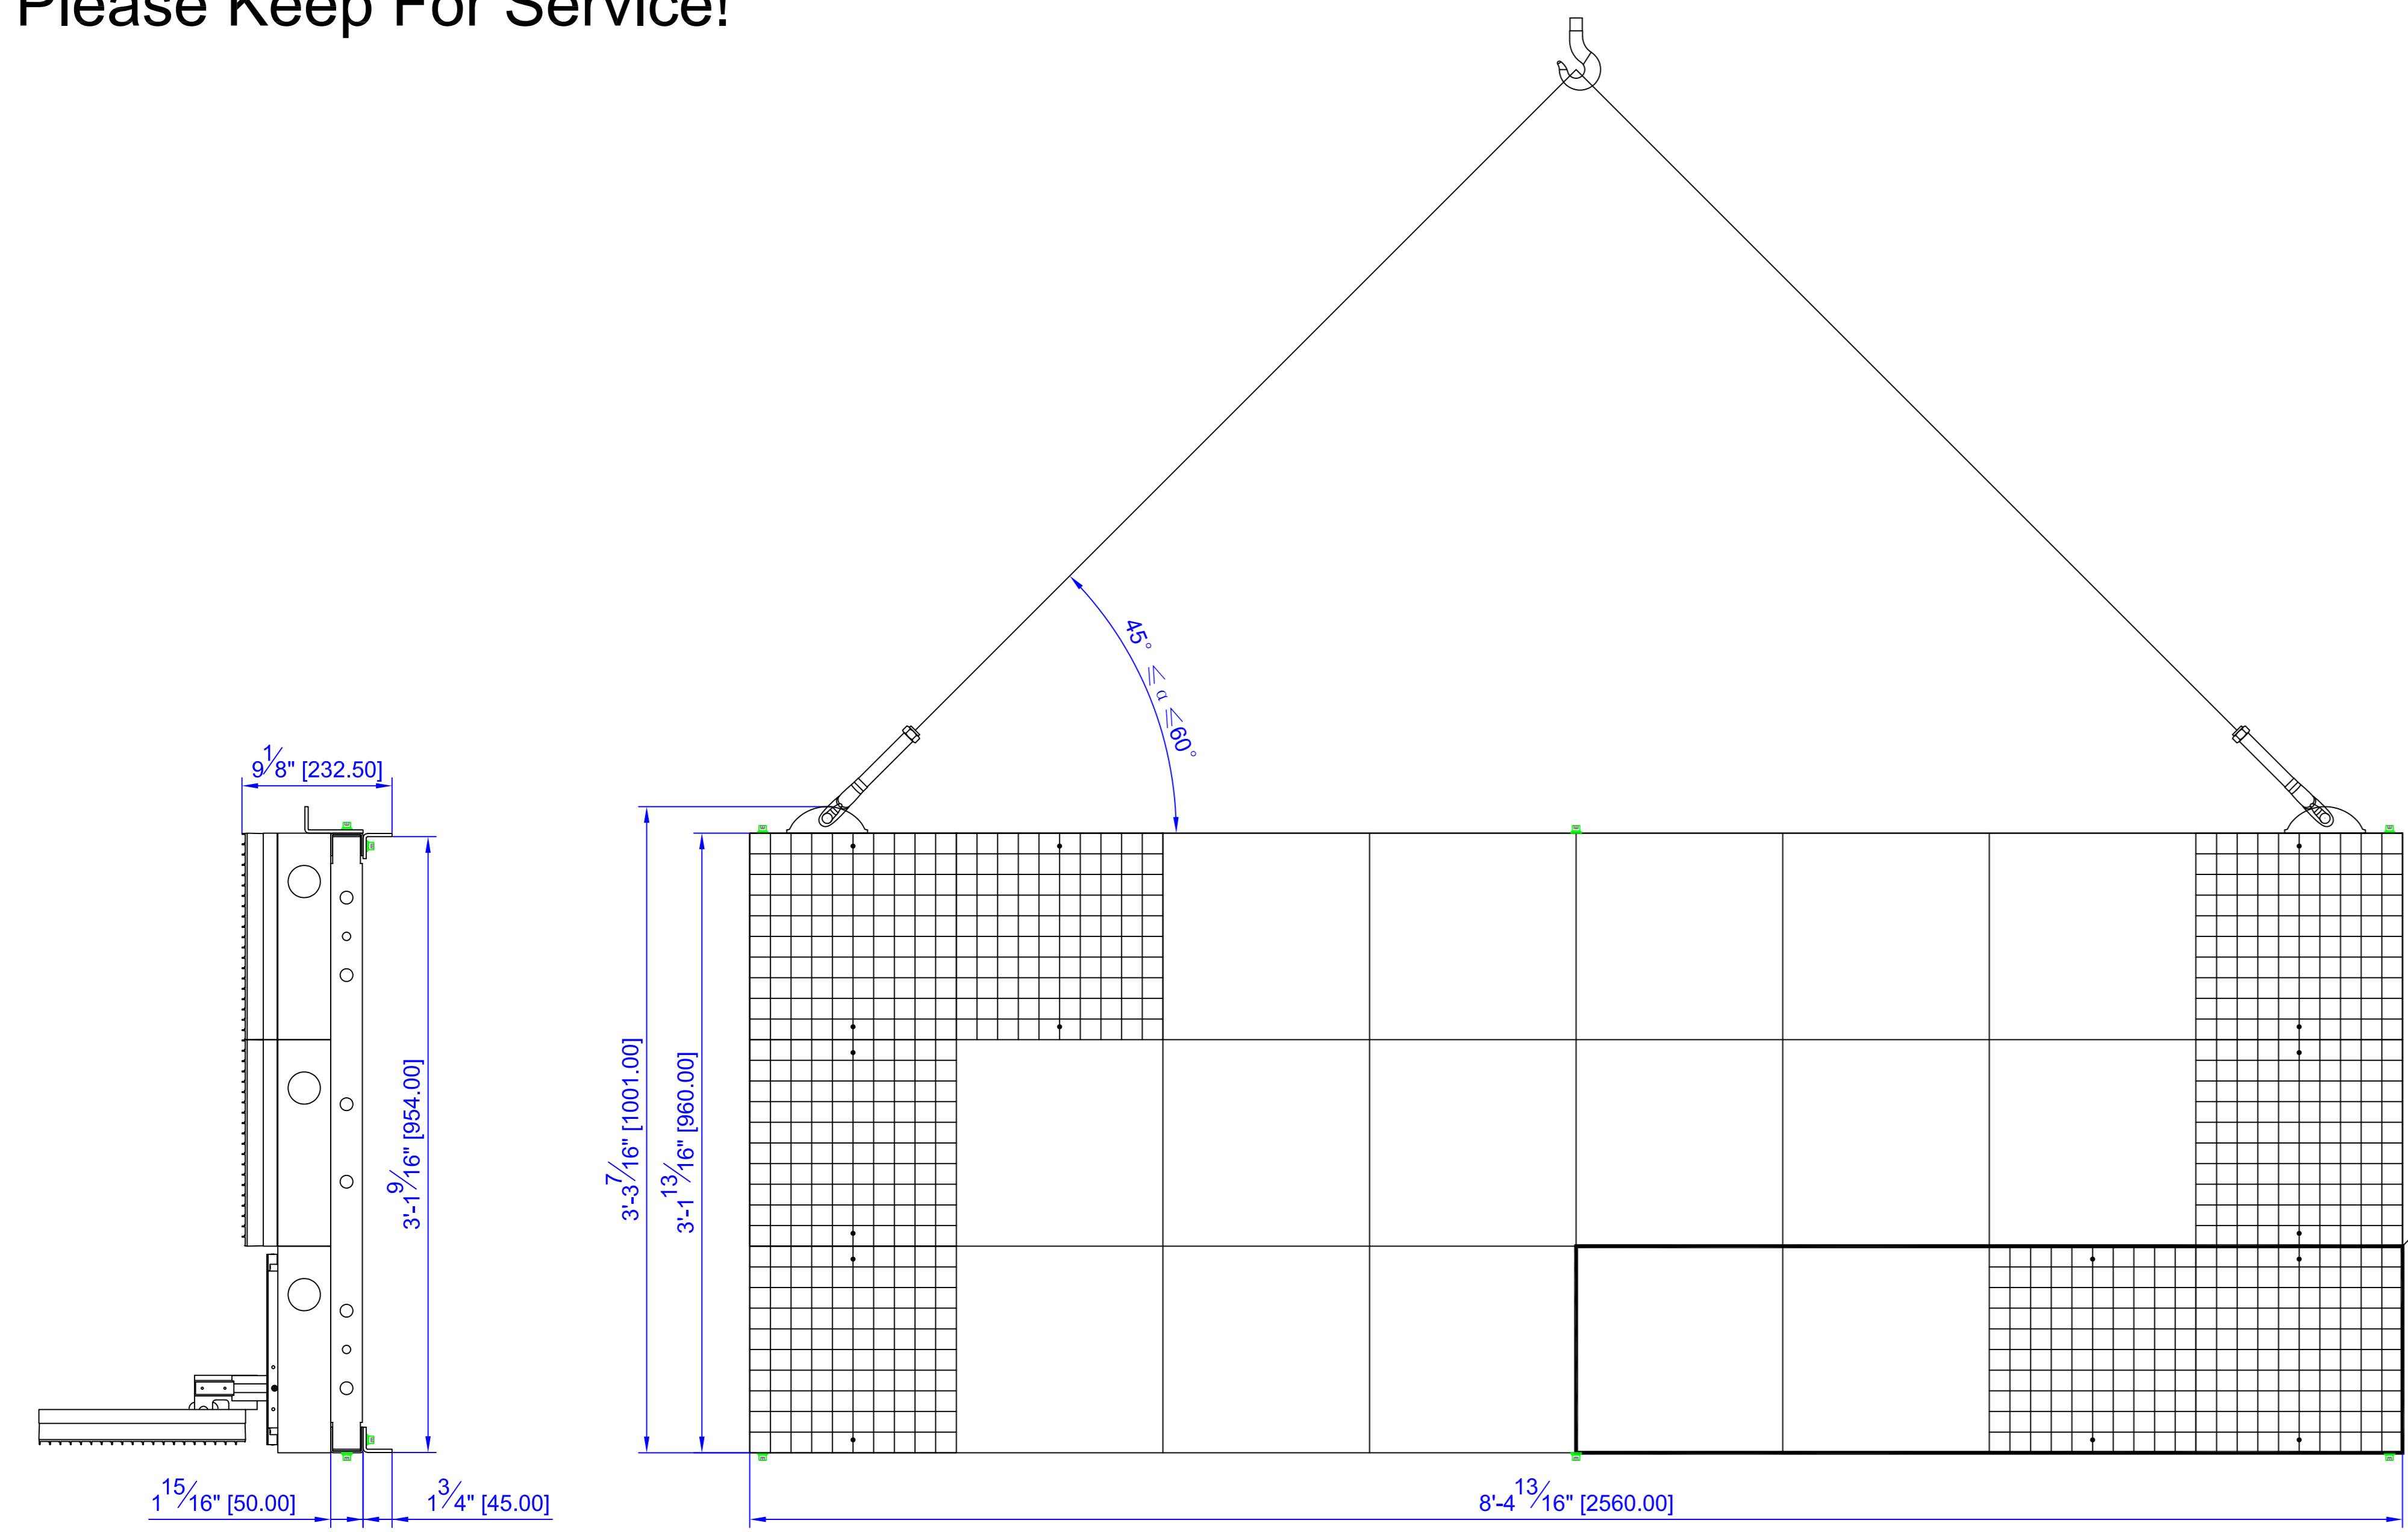 Please Keep For Service!
45° ≤ α ≤60°
9 1/8" [232.50]
3'-1 9/16" [954.00]
3'-3 7/16" [1001.00]
3'-1 13/16" [960.00]
1 15/16" [50.00]
1 3/4" [45.00]
8'-4 13/16" [2560.00]